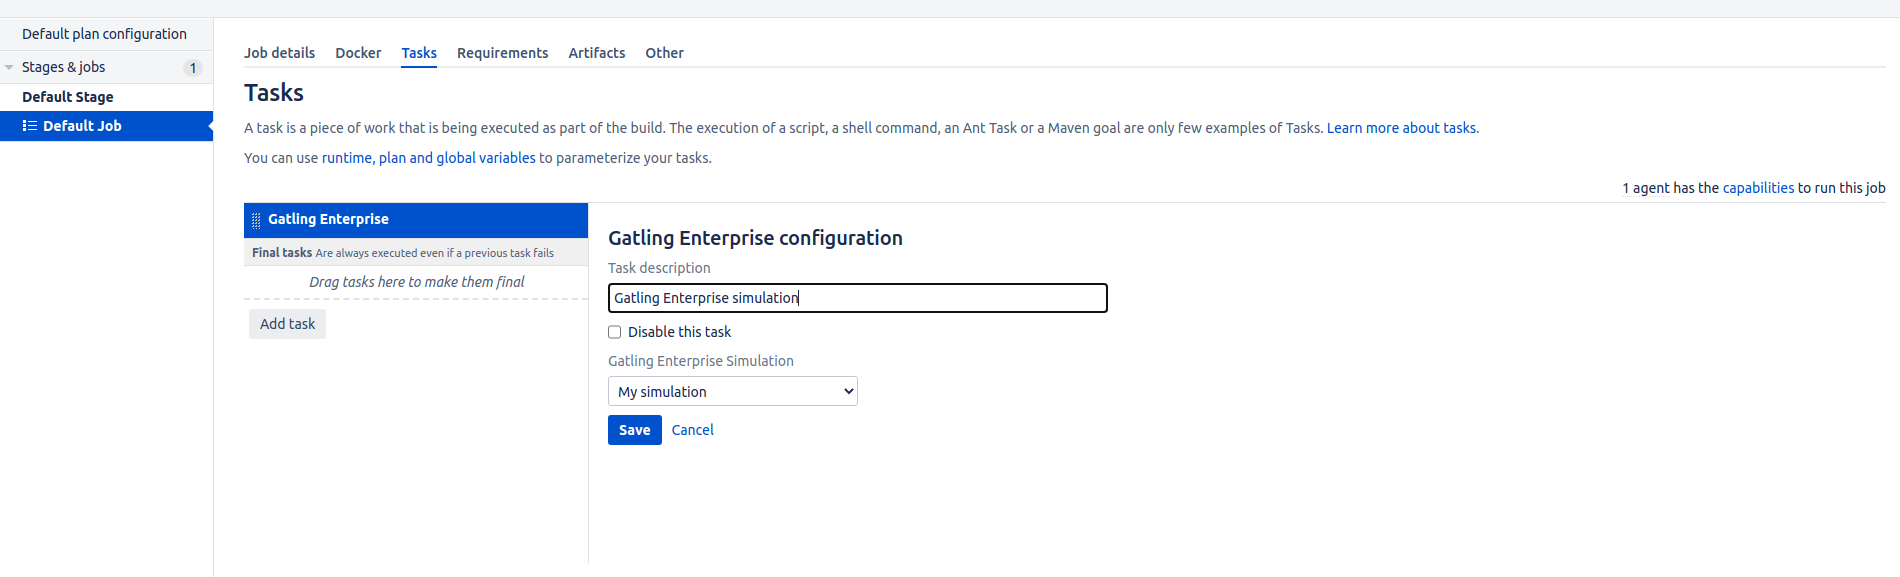 Default plan configuration
Stages & jobs 1
Default Stage
Default Job
Job details Docker Tasks Requirements Artifacts Other
Tasks
A task is a piece of work that is being executed as part of the build. The execution of a script, a shell command, an Ant Task or a Maven goal are only few examples of Tasks. Learn more about tasks.
You can use runtime, plan and global variables to parameterize your tasks.
1 agent has the capabilities to run this job
Gatling Enterprise
Final tasks Are always executed even if a previous task fails
Drag tasks here to make them final
Add task
Gatling Enterprise configuration
Task description
Gatling Enterprise simulation
Disable this task
Gatling Enterprise Simulation
My simulation
Save Cancel